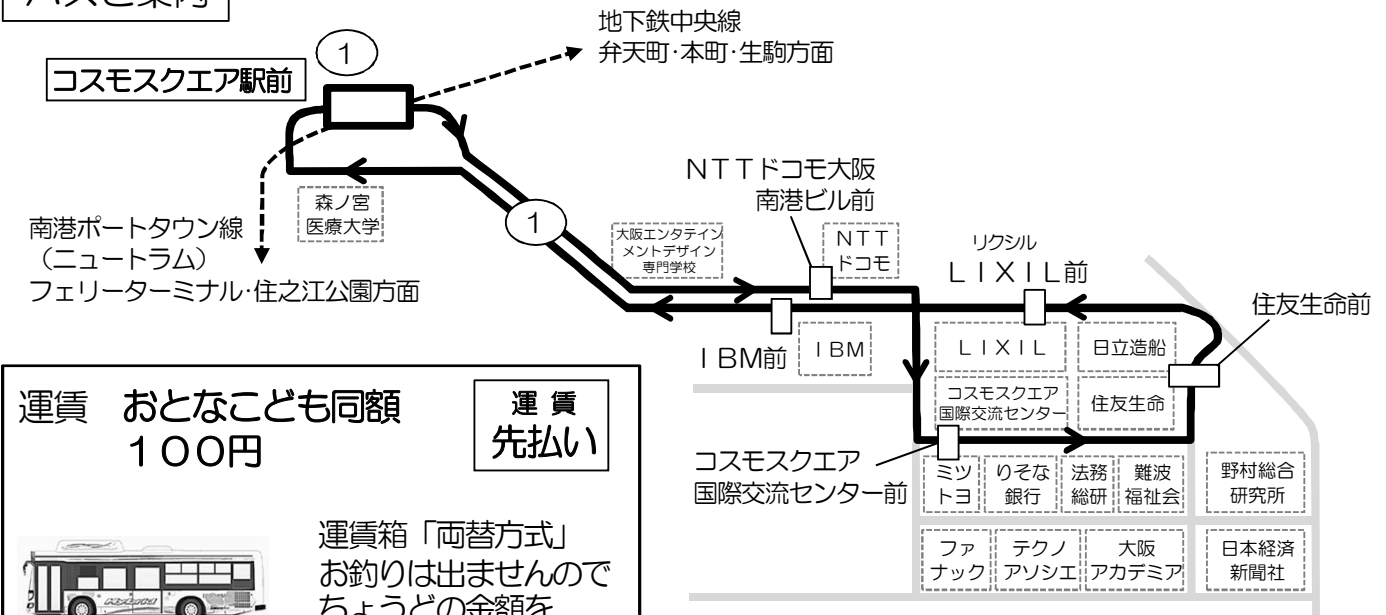 バスご案内
地下鉄中央線
弁天町･本町･生駒方面
①
コスモスクエア駅前
森ノ宮
医療大学
①
南港ポートタウン線
（ニュートラム）
フェリーターミナル･住之江公園方面
ＮＴＴドコモ大阪
南港ビル前
大阪エンタテイン
メントデザイン
専門学校
ＮＴＴ
ドコモ
リクシル
ＬＩＸＩＬ前
住友生命前
ＩＢＭ前
ＩＢＭ
ＬＩＸＩＬ
日立造船
コスモスクエア
国際交流センター
住友生命
コスモスクエア
国際交流センター前
ミツ
トヨ
りそな
銀行
法務
総研
難波
福祉会
野村総合
研究所
ファ
ナック
テクノ
アソシエ
大阪
アカデミア
日本経済
新聞社
運賃　おとなこども同額
１００円
運 賃
先払い
運賃箱「両替方式」
お釣りは出ませんので
ちょうどの金額を